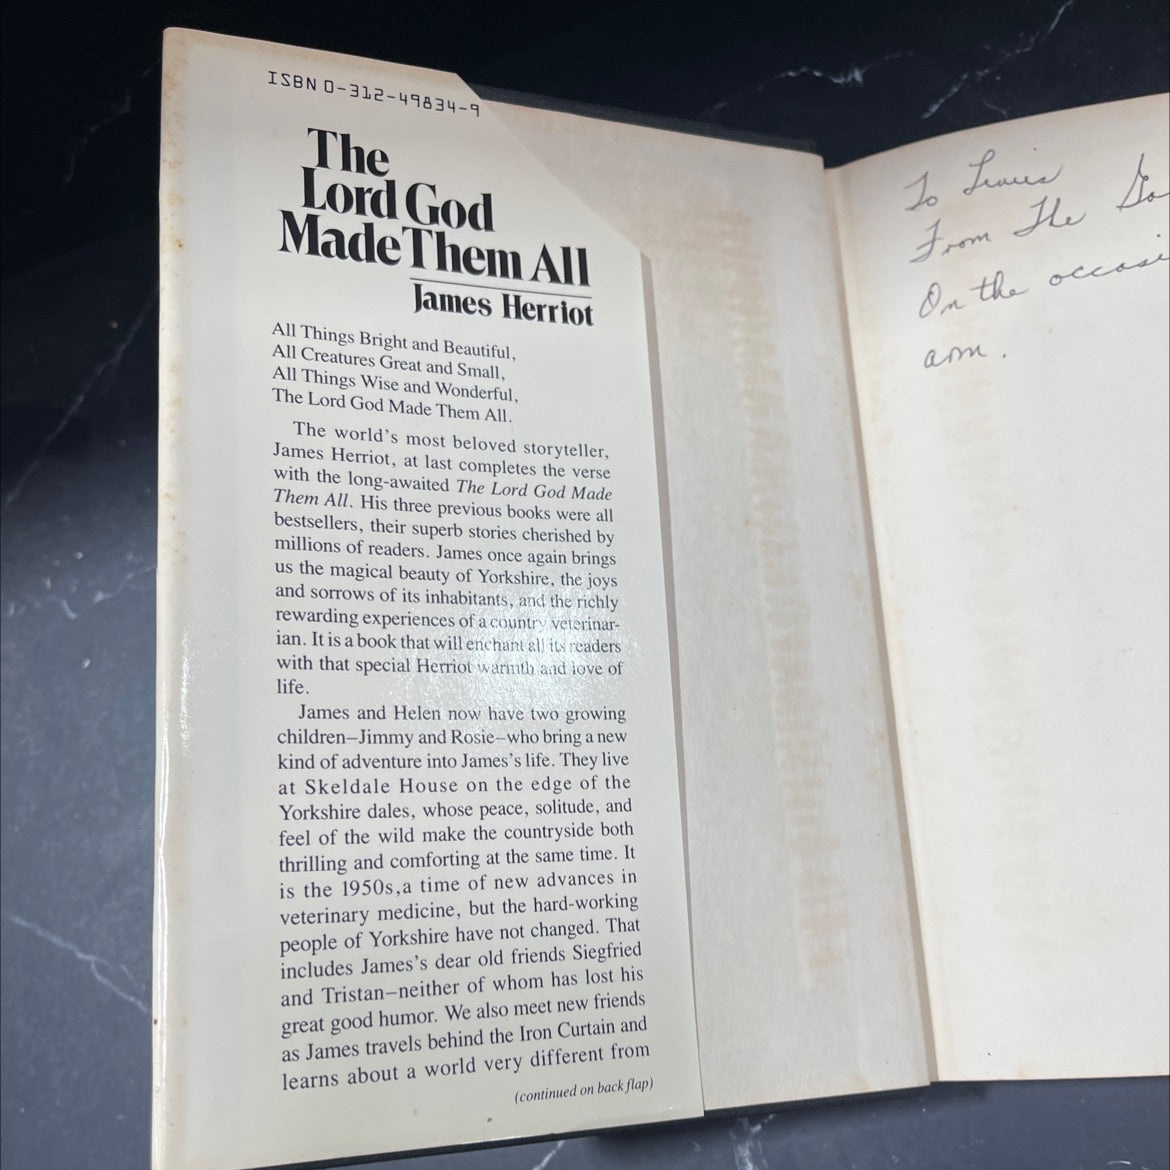 ISBN 0-312-49834-9
The
Lord God
Made Them All
James Herriot
All Things Bright and Beautiful,
All Creatures Great and Small,
All Things Wise and Wonderful,
The Lord God Made Them All.
The world's most beloved storyteller,
James Herriot, at last completes the verse
with the long-awaited The Lord God Made
Them All. His three previous books were all
bestsellers, their superb stories cherished by
millions of readers. James once again brings
us the magical beauty of Yorkshire, the joys
and sorrows of its inhabitants, and the richly
rewarding experiences of a country veterinar-
ian. It is a book that will enchant all its readers
with that special Herriot warmth and love of
life.
James and Helen now have two growing
children—Jimmy and Rosie—who bring a new
kind of adventure into James's life. They live
at Skeldale House on the edge of the
Yorkshire dales, whose peace, solitude, and
feel of the wild make the countryside both
thrilling and comforting at the same time. It
is the 1950s, a time of new advances in
veterinary medicine, but the hard-working
people of Yorkshire have not changed. That
includes James's dear old friends Siegfried
and Tristan—neither of whom has lost his
great good humor. We also meet new friends
as James travels behind the Iron Curtain and
learns about a world very different from
(continued on back flap)
To
From The
On the occasi
arm.